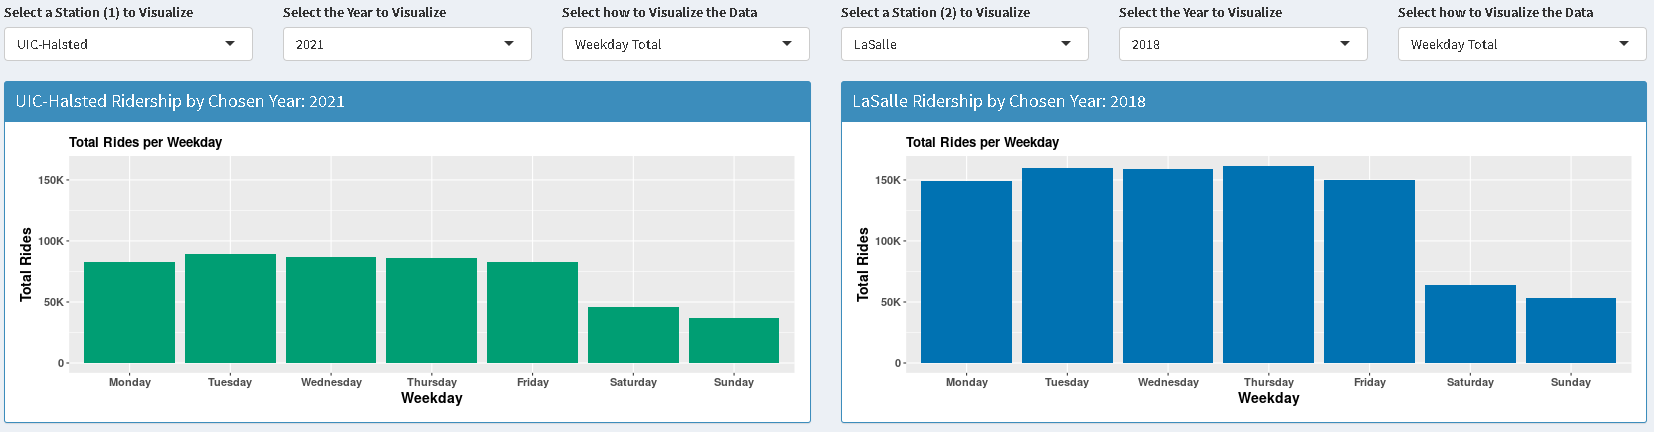 Select a Station (1) to Visualize
UIC-Halsted
Select the Year to Visualize
2021
Select how to Visualize the Data
Weekday Total
Select a Station (2) to Visualize
LaSalle
Select the Year to Visualize
2018
Select how to Visualize the Data
Weekday Total
UIC-Halsted Ridership by Chosen Year: 2021
Total Rides per Weekday
Total Rides
150K
100K
50K
0
Monday Tuesday Wednesday Thursday Friday Saturday Sunday
Weekday
LaSalle Ridership by Chosen Year: 2018
Total Rides per Weekday
Total Rides
150K
100K
50K
0
Monday Tuesday Wednesday Thursday Friday Saturday Sunday
Weekday